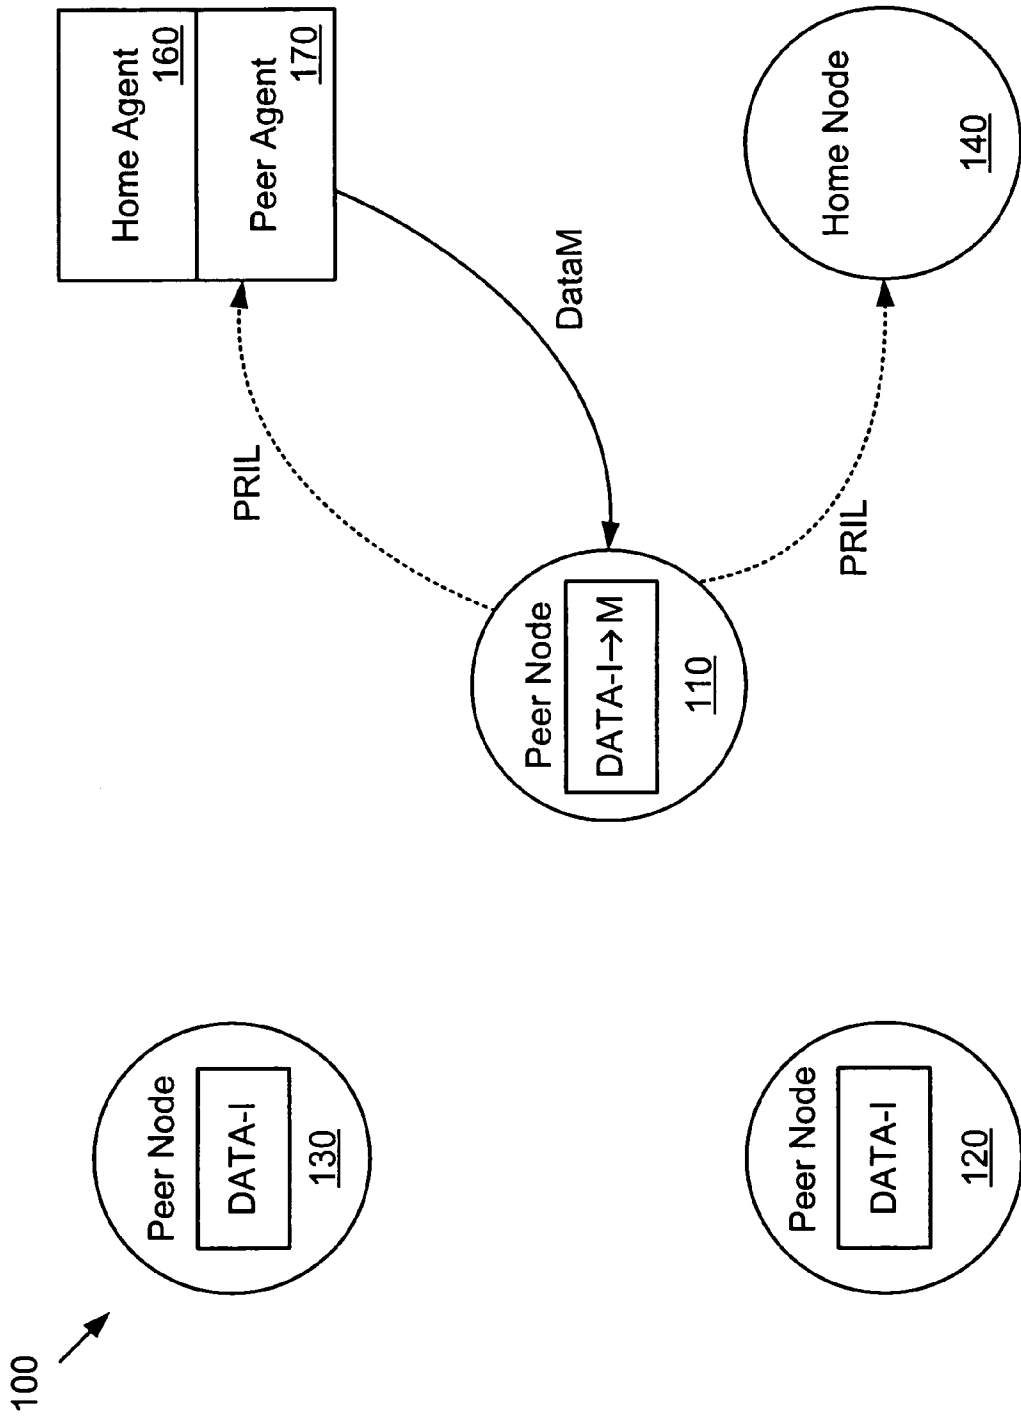 100
Peer Node
DATA-I
130
Peer Node
DATA-I
120
Peer Node
DATA-I→M
110
PRIL
PRIL
DataM
Home Agent
160
Peer Agent
170
Home Node
140